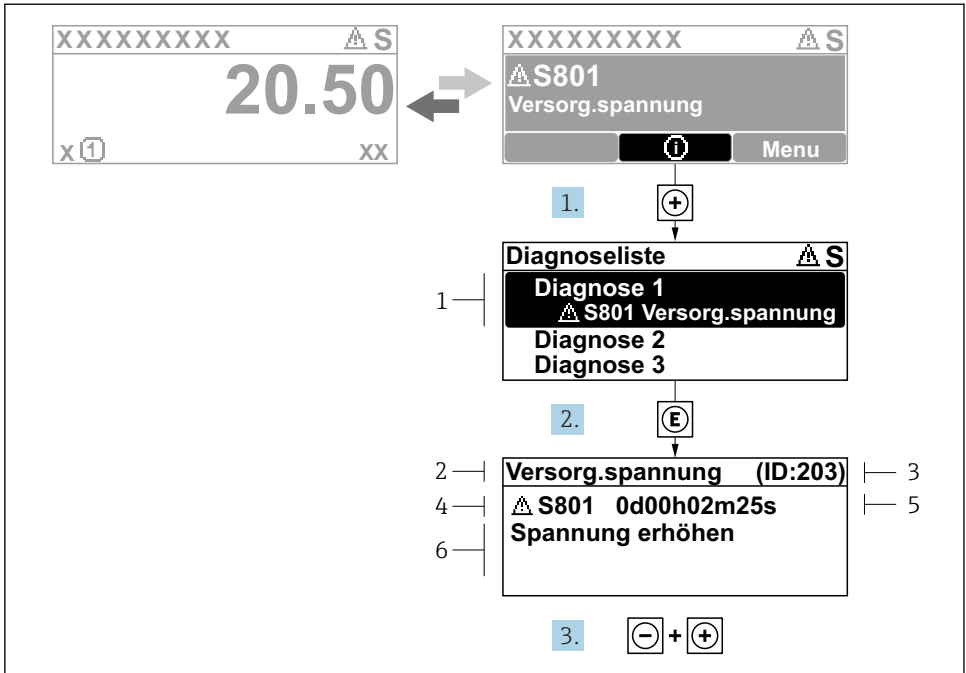 XXXXXXXXX ⚠ S
20.50
x ① XX
XXXXXXXXX ⚠ S
⚠ S801
Versorg.spannung
ⓘ Menu
1. +
Diagnoseliste ⚠ S
1
Diagnose 1
⚠ S801 Versorg.spannung
Diagnose 2
Diagnose 3
2. E
2 Versorg.spannung (ID:203) 3
4 ⚠ S801 0d00h02m25s 5
6 Spannung erhöhen
3. - + +